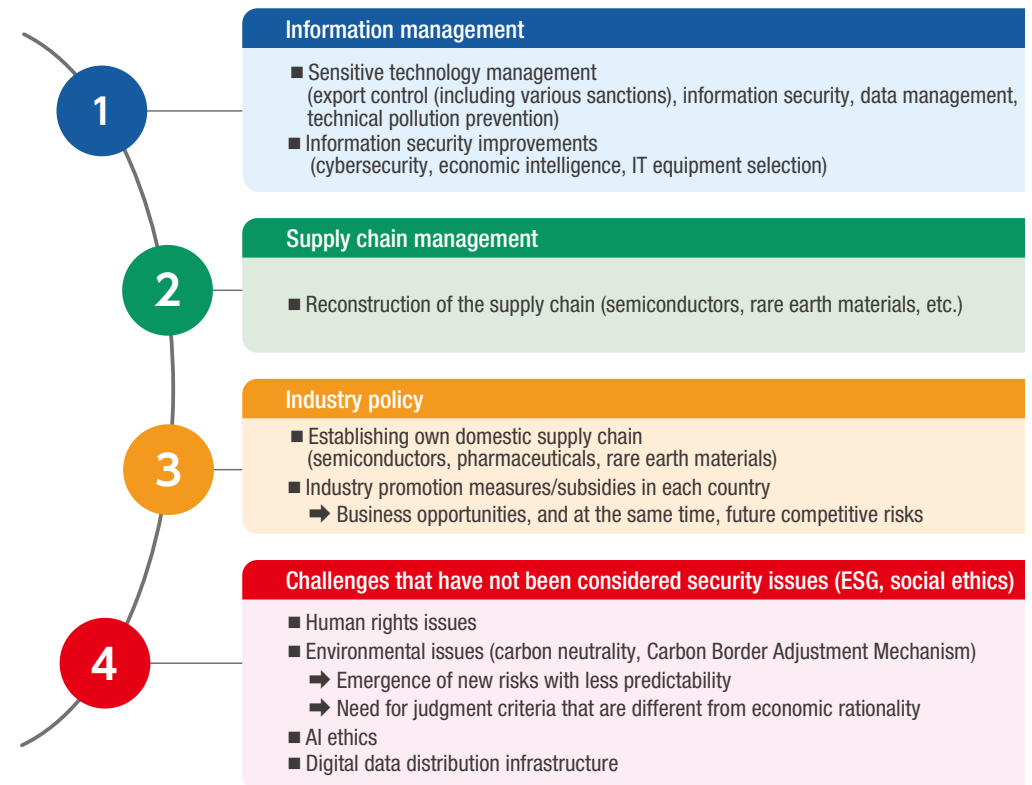 1
Information management
■ Sensitive technology management
(export control (including various sanctions), information security, data management,
technical pollution prevention)
■ Information security improvements
(cybersecurity, economic intelligence, IT equipment selection)
2
Supply chain management
■ Reconstruction of the supply chain (semiconductors, rare earth materials, etc.)
3
Industry policy
■ Establishing own domestic supply chain
(semiconductors, pharmaceuticals, rare earth materials)
■ Industry promotion measures/subsidies in each country
➡ Business opportunities, and at the same time, future competitive risks
4
Challenges that have not been considered security issues (ESG, social ethics)
■ Human rights issues
■ Environmental issues (carbon neutrality, Carbon Border Adjustment Mechanism)
➡ Emergence of new risks with less predictability
➡ Need for judgment criteria that are different from economic rationality
■ AI ethics
■ Digital data distribution infrastructure